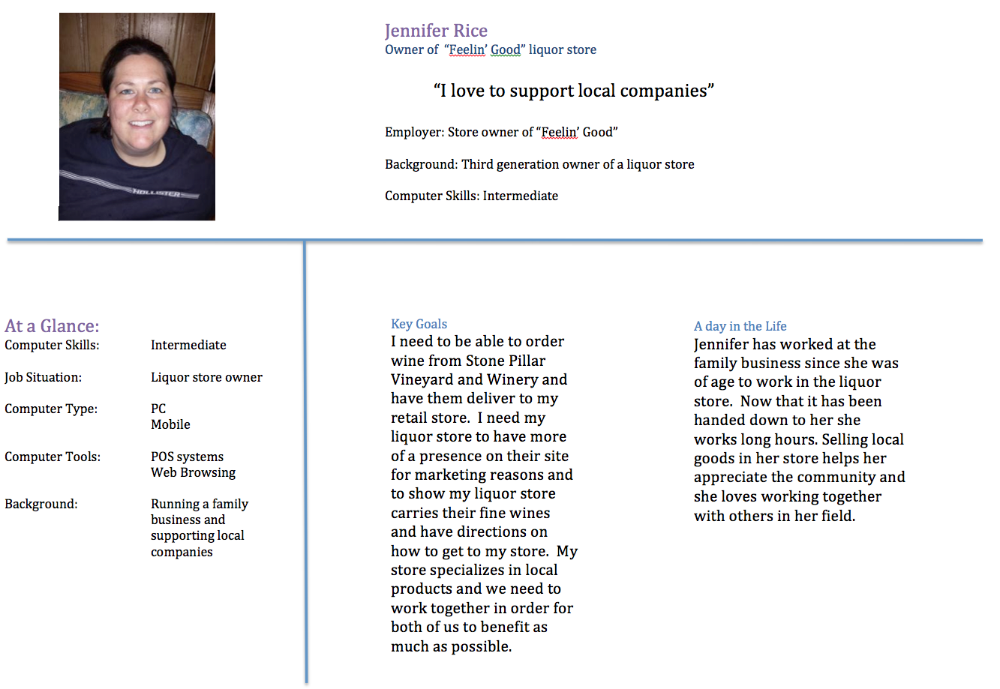 HOLLISTER
Jennifer Rice
Owner of “Feelin’ Good” liquor store
“I love to support local companies”
Employer: Store owner of “Feelin’ Good”
Background: Third generation owner of a liquor store
Computer Skills: Intermediate
At a Glance:
Computer Skills: Intermediate
Job Situation: Liquor store owner
Computer Type: PC
Mobile
Computer Tools: POS systems
Web Browsing
Background: Running a family
business and
supporting local
companies
Key Goals
I need to be able to order
wine from Stone Pillar
Vineyard and Winery and
have them deliver to my
retail store.  I need my
liquor store to have more
of a presence on their site
for marketing reasons and
to show my liquor store
carries their fine wines
and have directions on
how to get to my store.  My
store specializes in local
products and we need to
work together in order for
both of us to benefit as
much as possible.
A day in the Life
Jennifer has worked at the
family business since she was
of age to work in the liquor
store.  Now that it has been
handed down to her she
works long hours. Selling local
goods in her store helps her
appreciate the community and
she loves working together
with others in her field.